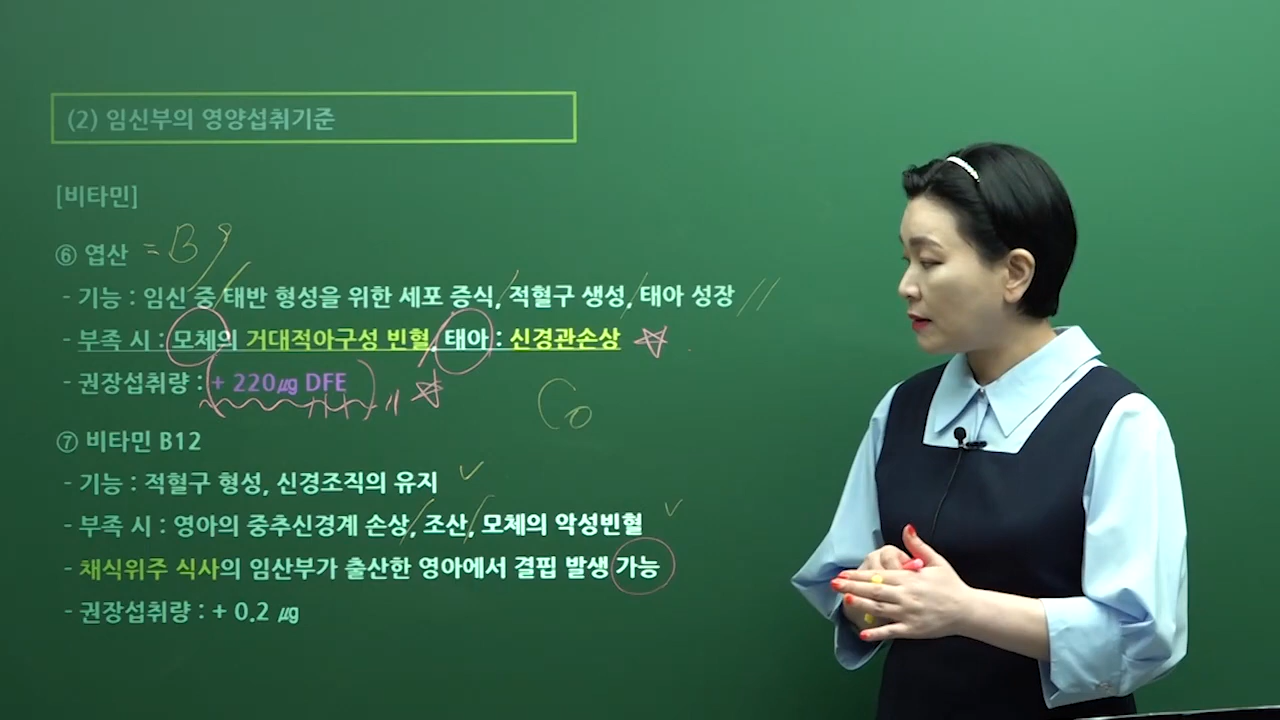 (2) 임신부의 영양섭취기준
[비타민]
⑥ 엽산 = B9
- 기능 : 임신 중 태반 형성을 위한 세포 증식, 적혈구 생성, 태아 성장
- 부족 시 : 모체의 거대적아구성 빈혈, 태아 : 신경관손상
- 권장섭취량 : + 220㎍ DFE
Co
⑦ 비타민 B12
- 기능 : 적혈구 형성, 신경조직의 유지
- 부족 시 : 영아의 중추신경계 손상, 조산, 모체의 악성빈혈
- 채식위주 식사의 임산부가 출산한 영아에서 결핍 발생 가능
- 권장섭취량 : + 0.2 ㎍